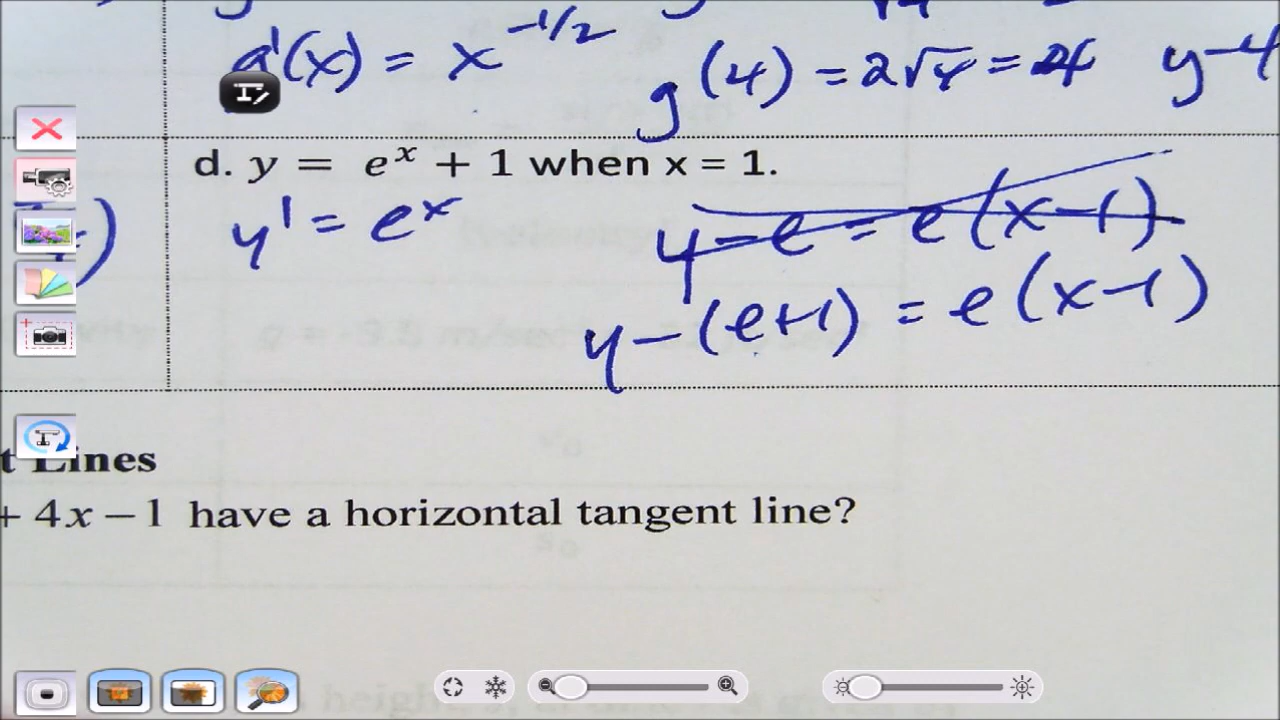 g'(x) = x^{-1/2} g(4) = 2√4 = 4 y-4
d. y = e^x + 1 when x = 1.
y' = e^x y-e = e(x-1)
y-(e+1) = e(x-1)
t Lines
+ 4x - 1 have a horizontal tangent line?